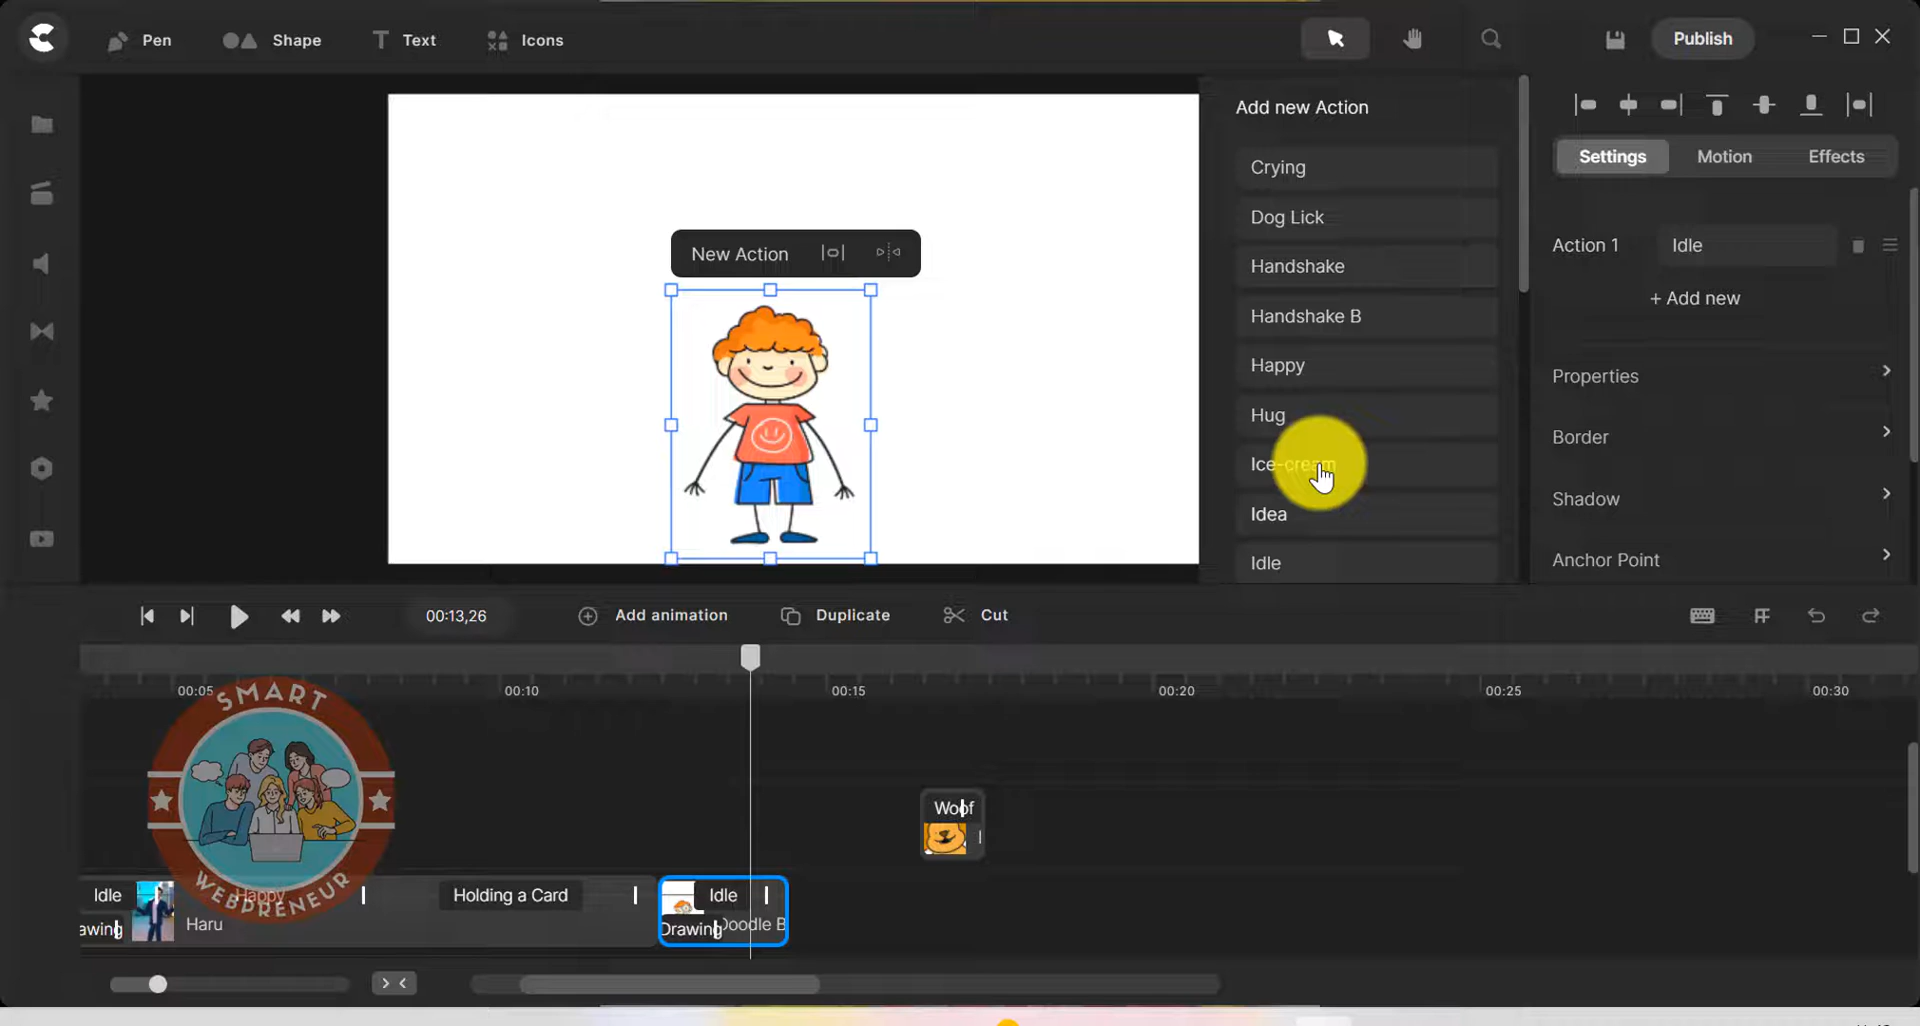 Pen
Shape
Text
Icons
Publish
Add new Action
Crying
Dog Lick
Handshake
Handshake B
Happy
Hug
Ice-cream
Idea
Idle
New Action
Settings
Motion
Effects
Action 1
Idle
+ Add new
Properties
Border
Shadow
Anchor Point
00:13,26
Add animation
Duplicate
Cut
00:05
00:10
00:15
00:20
00:25
00:30
SMART
WEBPRENEUR
Woof
Idle
Happy
Holding a Card
Idle
awing
Haru
Drawing
Doodle B